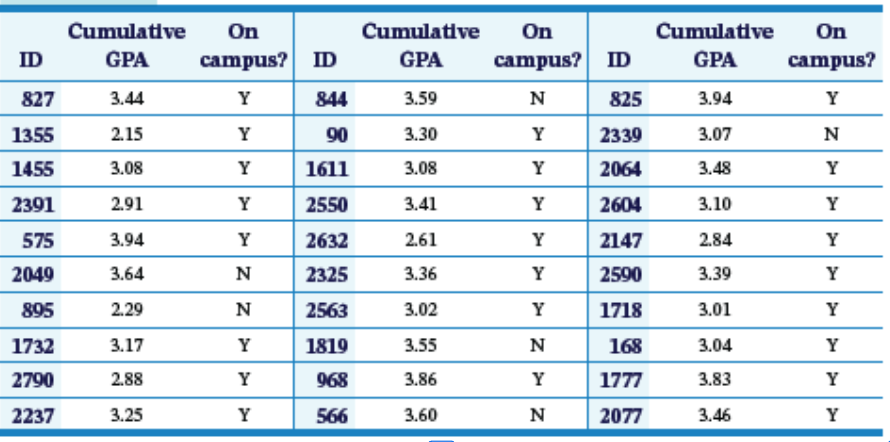 Cumulative On Cumulative On Cumulative On
ID GPA campus? ID GPA campus? ID GPA campus?
827 3.44 Y 844 3.59 N 825 3.94 Y
1355 2.15 Y 90 3.30 Y 2339 3.07 N
1455 3.08 Y 1611 3.08 Y 2064 3.48 Y
2391 2.91 Y 2550 3.41 Y 2604 3.10 Y
575 3.94 Y 2632 2.61 Y 2147 2.84 Y
2049 3.64 N 2325 3.36 Y 2590 3.39 Y
895 2.29 N 2563 3.02 Y 1718 3.01 Y
1732 3.17 Y 1819 3.55 N 168 3.04 Y
2790 2.88 Y 968 3.86 Y 1777 3.83 Y
2237 3.25 Y 566 3.60 N 2077 3.46 Y